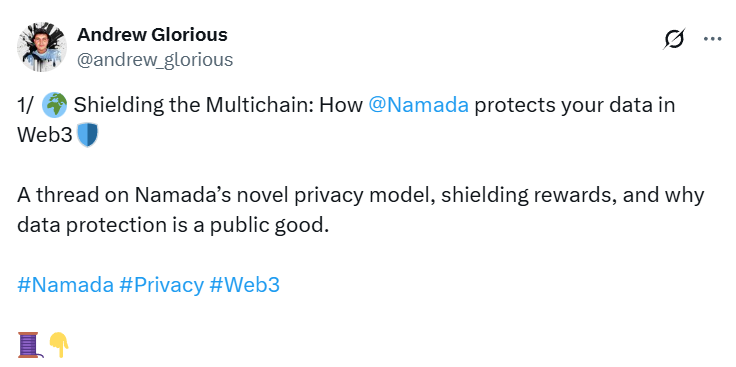 Andrew Glorious
@andrew_glorious
1/ 🌍 Shielding the Multichain: How @Namada protects your data in
Web3🛡️
A thread on Namada’s novel privacy model, shielding rewards, and why
data protection is a public good.
#Namada #Privacy #Web3
🧵👇